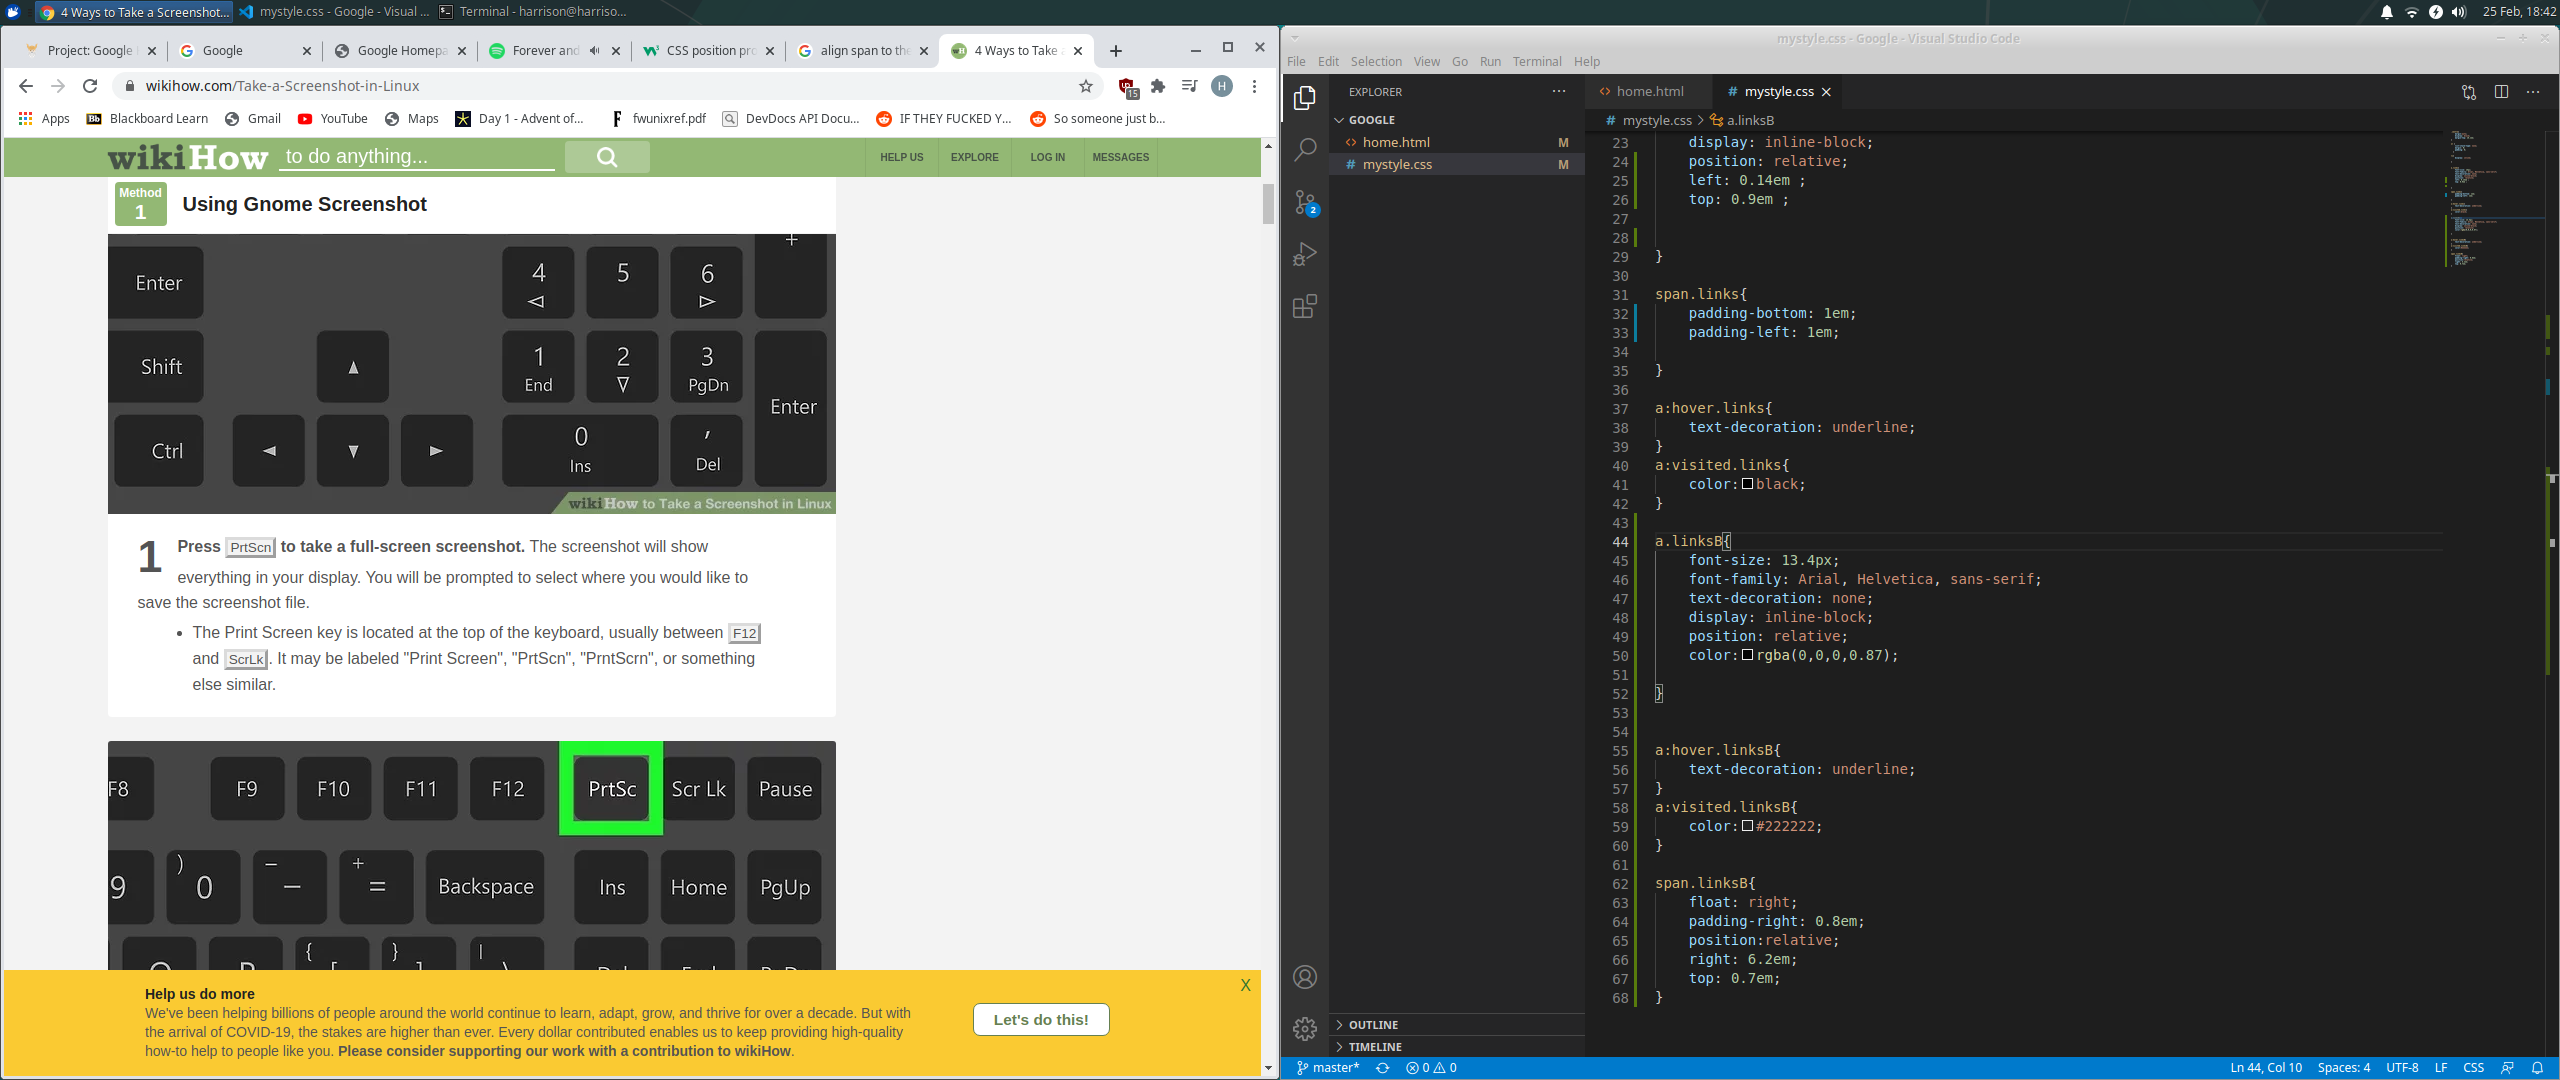 4 Ways to Take a Screenshot...
mystyle.css - Google - Visual ...
Terminal - harrison@harriso...
25 Feb, 18:42
Project: Google
Google
Google Homepa
Forever and
CSS position pro
align span to the
4 Ways to Take a
wikihow.com/Take-a-Screenshot-in-Linux
15
H
Apps
Bb Blackboard Learn
Gmail
YouTube
Maps
Day 1 - Advent of...
fwunixref.pdf
DevDocs API Docu...
IF THEY FUCKED Y...
So someone just b...
wikiHow to do anything...
HELP US
EXPLORE
LOG IN
MESSAGES
Method
1
Using Gnome Screenshot
+
Enter
4
5
6
Shift
1
End
2
3
PgDn
Enter
Ctrl
0
Ins
,
Del
wikiHow to Take a Screenshot in Linux
1 Press PrtScn to take a full-screen screenshot. The screenshot will show
everything in your display. You will be prompted to select where you would like to
save the screenshot file.
• The Print Screen key is located at the top of the keyboard, usually between F12
and ScrLk. It may be labeled "Print Screen", "PrtScn", "PrntScrn", or something
else similar.
F8
F9
F10
F11
F12
PrtSc
Scr Lk
Pause
9
)
0
_
–
+
=
Backspace
Ins
Home
PgUp
{
[
}
]
|
\
Help us do more
We've been helping billions of people around the world continue to learn, adapt, grow, and thrive for over a decade. But with
the arrival of COVID-19, the stakes are higher than ever. Every dollar contributed enables us to keep providing high-quality
how-to help to people like you. Please consider supporting our work with a contribution to wikiHow.
Let's do this!
X
mystyle.css - Google - Visual Studio Code
File Edit Selection View Go Run Terminal Help
EXPLORER
GOOGLE
home.html M
mystyle.css M
2
OUTLINE
TIMELINE
home.html
mystyle.css
mystyle.css > a.linksB
23 display: inline-block;
24 position: relative;
25 left: 0.14em ;
26 top: 0.9em ;
27
28
29 }
30
31 span.links{
32 padding-bottom: 1em;
33 padding-left: 1em;
34
35 }
36
37 a:hover.links{
38 text-decoration: underline;
39 }
40 a:visited.links{
41 color: black;
42 }
43
44 a.linksB{
45 font-size: 13.4px;
46 font-family: Arial, Helvetica, sans-serif;
47 text-decoration: none;
48 display: inline-block;
49 position: relative;
50 color: rgba(0,0,0,0.87);
51
52 }
53
54
55 a:hover.linksB{
56 text-decoration: underline;
57 }
58 a:visited.linksB{
59 color: #222222;
60 }
61
62 span.linksB{
63 float: right;
64 padding-right: 0.8em;
65 position:relative;
66 right: 6.2em;
67 top: 0.7em;
68 }
master*
0 0
Ln 44, Col 10
Spaces: 4
UTF-8
LF
CSS